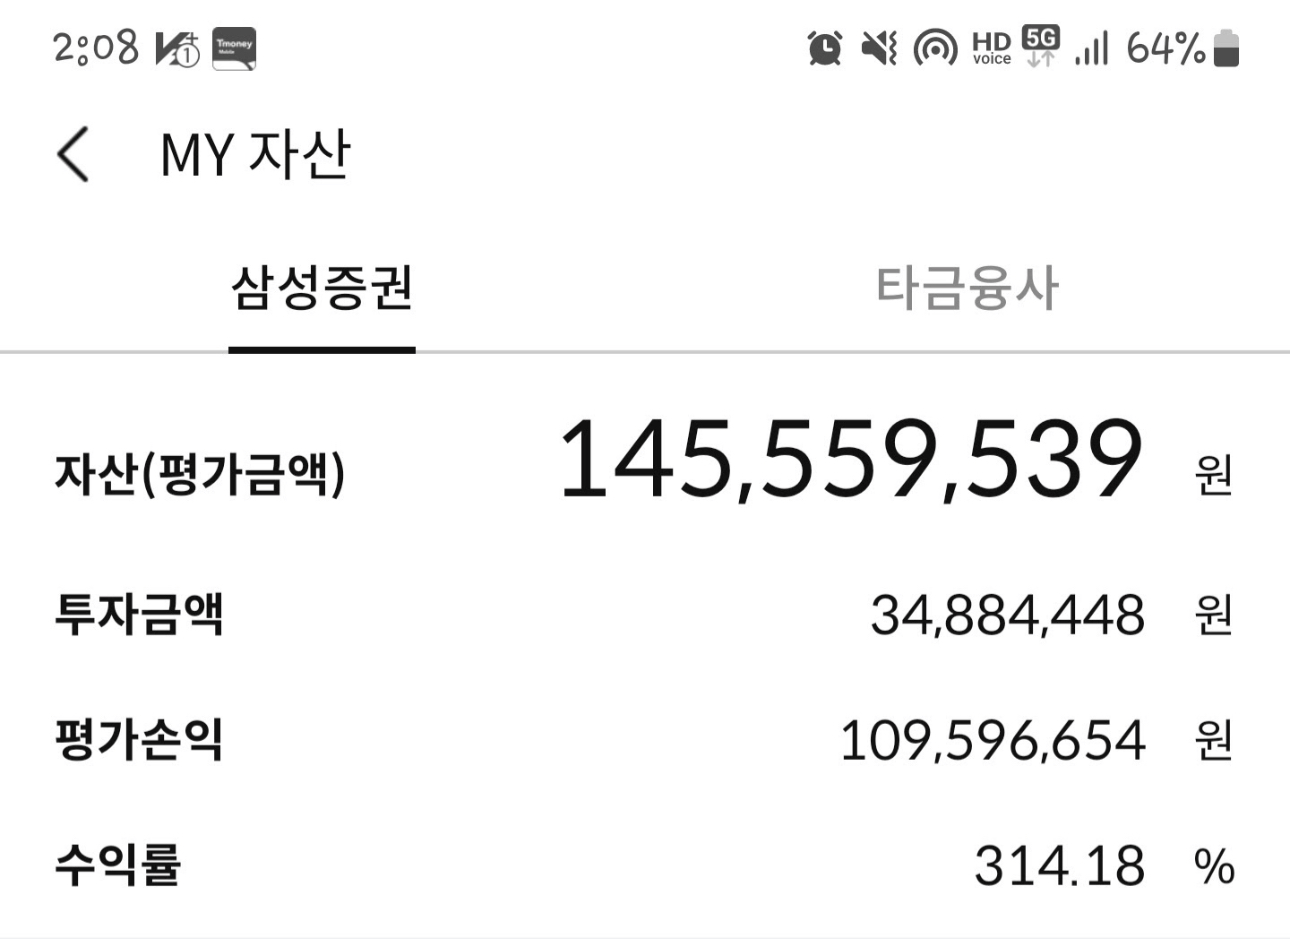 2:08 Tmoney Mobile HD voice 5G 64%
MY 자산
삼성증권 타금융사
자산(평가금액) 145,559,539 원
투자금액 34,884,448 원
평가손익 109,596,654 원
수익률 314.18 %